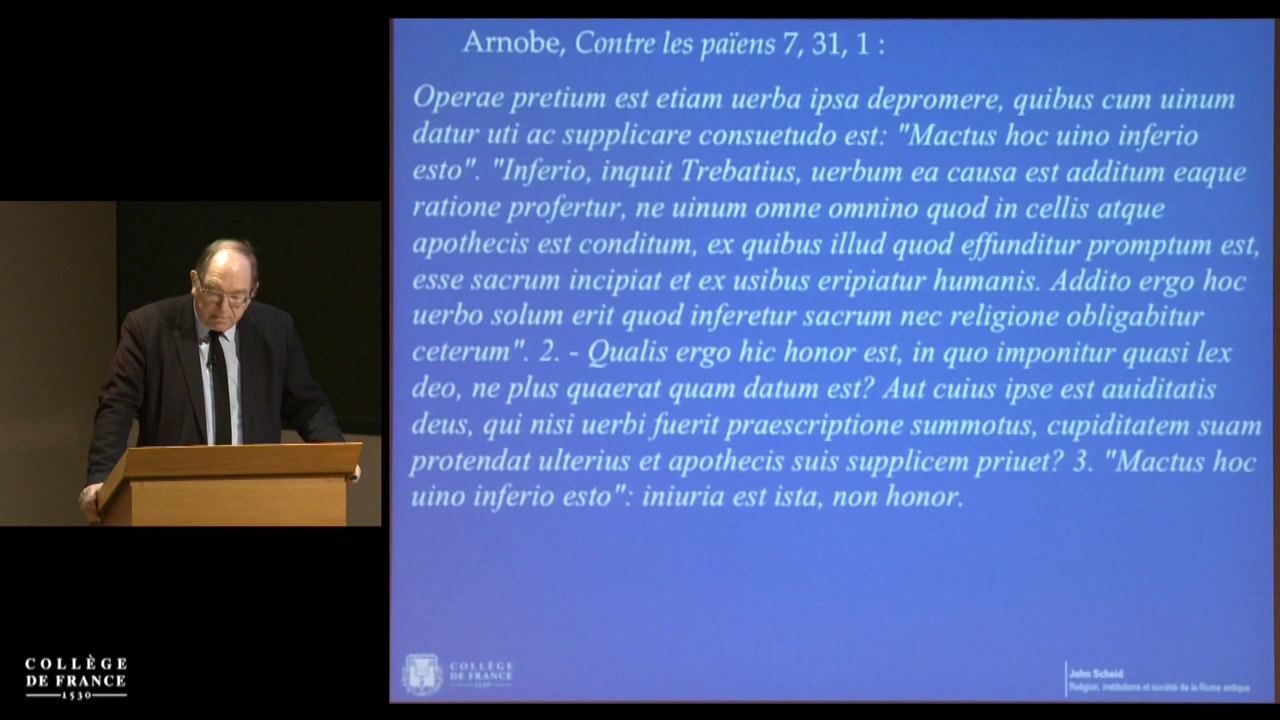 Arnobe, Contre les païens 7, 31, 1 :
Operae pretium est etiam uerba ipsa depromere, quibus cum uinum
datur uti ac supplicare consuetudo est: "Mactus hoc uino inferio
esto". "Inferio, inquit Trebatius, uerbum ea causa est additum eaque
ratione profertur, ne uinum omne omnino quod in cellis atque
apothecis est conditum, ex quibus illud quod effunditur promptum est,
esse sacrum incipiat et ex usibus eripiatur humanis. Addito ergo hoc
uerbo solum erit quod inferetur sacrum nec religione obligabitur
ceterum". 2. - Qualis ergo hic honor est, in quo imponitur quasi lex
deo, ne plus quaerat quam datum est? Aut cuius ipse est auiditatis
deus, qui nisi uerbi fuerit praescriptione summotus, cupiditatem suam
protendat ulterius et apothecis suis supplicem priuet? 3. "Mactus hoc
uino inferio esto": iniuria est ista, non honor.
COLLÈGE
DE FRANCE
1530
COLLÈGE
DE FRANCE
1530
John Scheid
Religion, institutions et société de la Rome antique